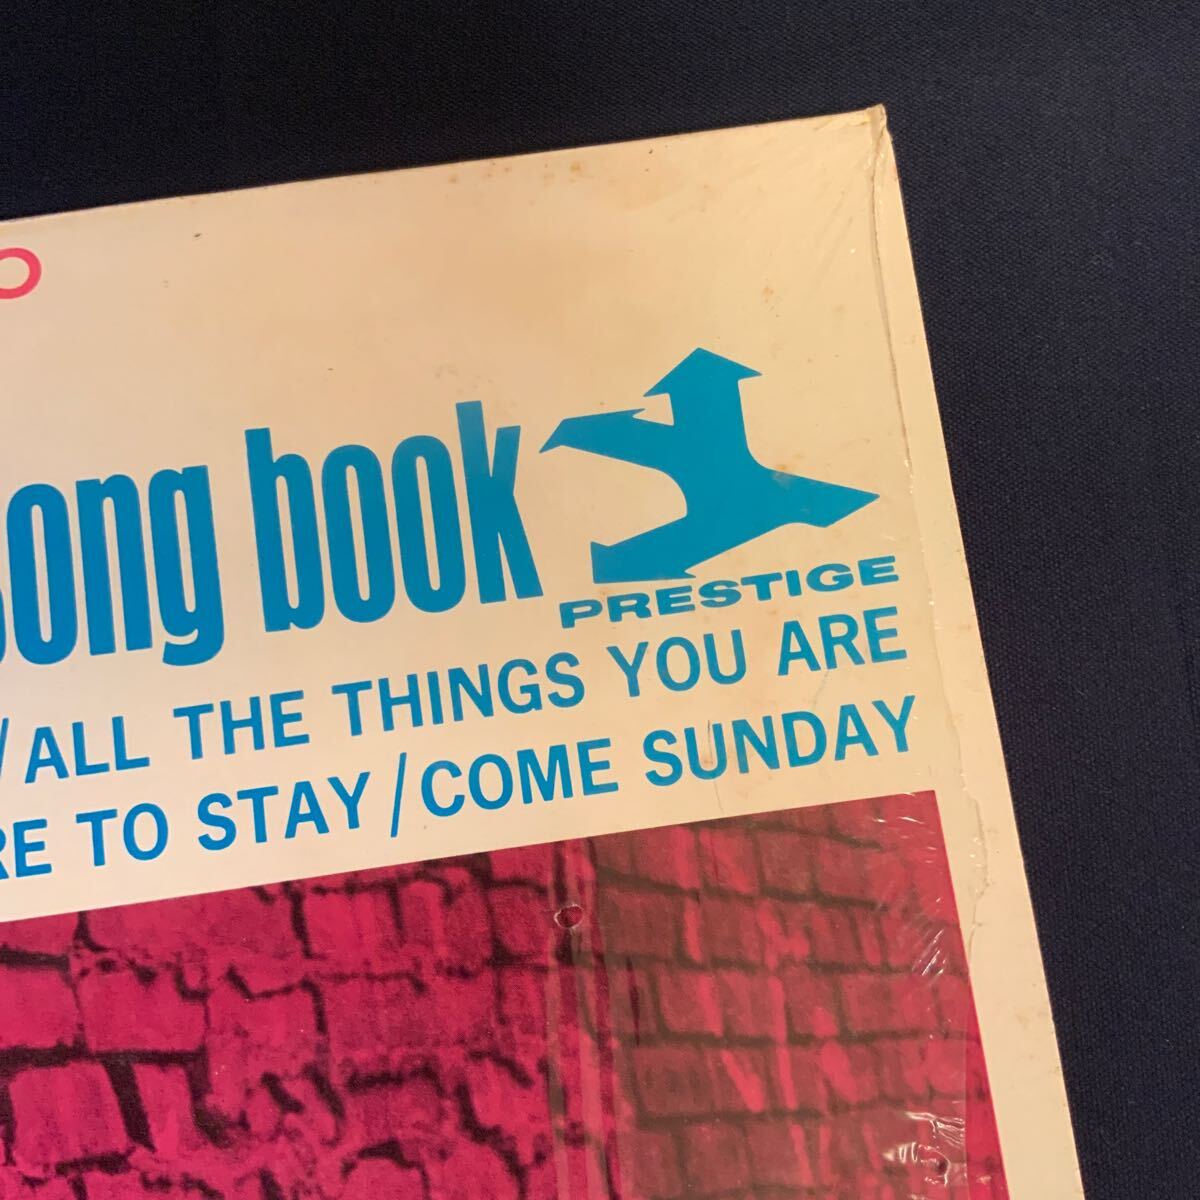 song book
PRESTIGE
/ALL THE THINGS YOU ARE
RE TO STAY/COME SUNDAY